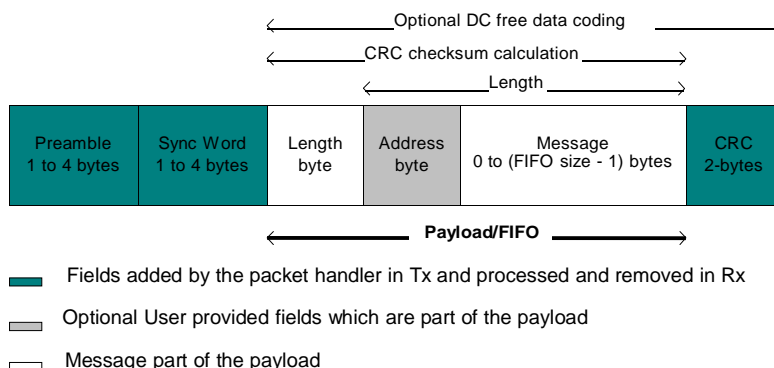 Optional DC free data coding
CRC checksum calculation
Length
Preamble
1 to 4 bytes
Sync Word
1 to 4 bytes
Length
byte
Address
byte
Message
0 to (FIFO size - 1) bytes
CRC
2-bytes
Payload/FIFO
Fields added by the packet handler in Tx and processed and removed in Rx
Optional User provided fields which are part of the payload
Message part of the payload